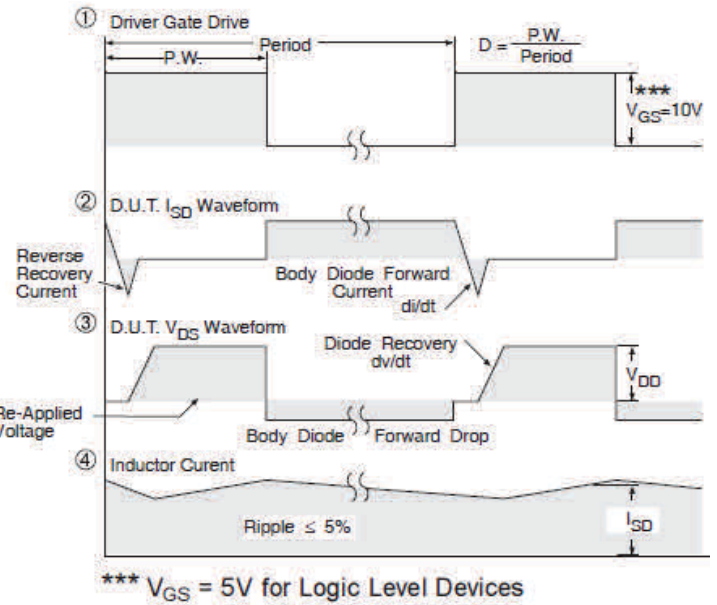 ① Driver Gate Drive
Period
P.W.
D = P.W.
Period
***
VGS=10V
② D.U.T. ISD Waveform
Reverse
Recovery
Current
Body Diode Forward
Current
di/dt
③ D.U.T. VDS Waveform
Diode Recovery
dv/dt
VDD
Re-Applied
Voltage
Body Diode Forward Drop
④ Inductor Curent
Ripple ≤ 5%
ISD
*** VGS = 5V for Logic Level Devices